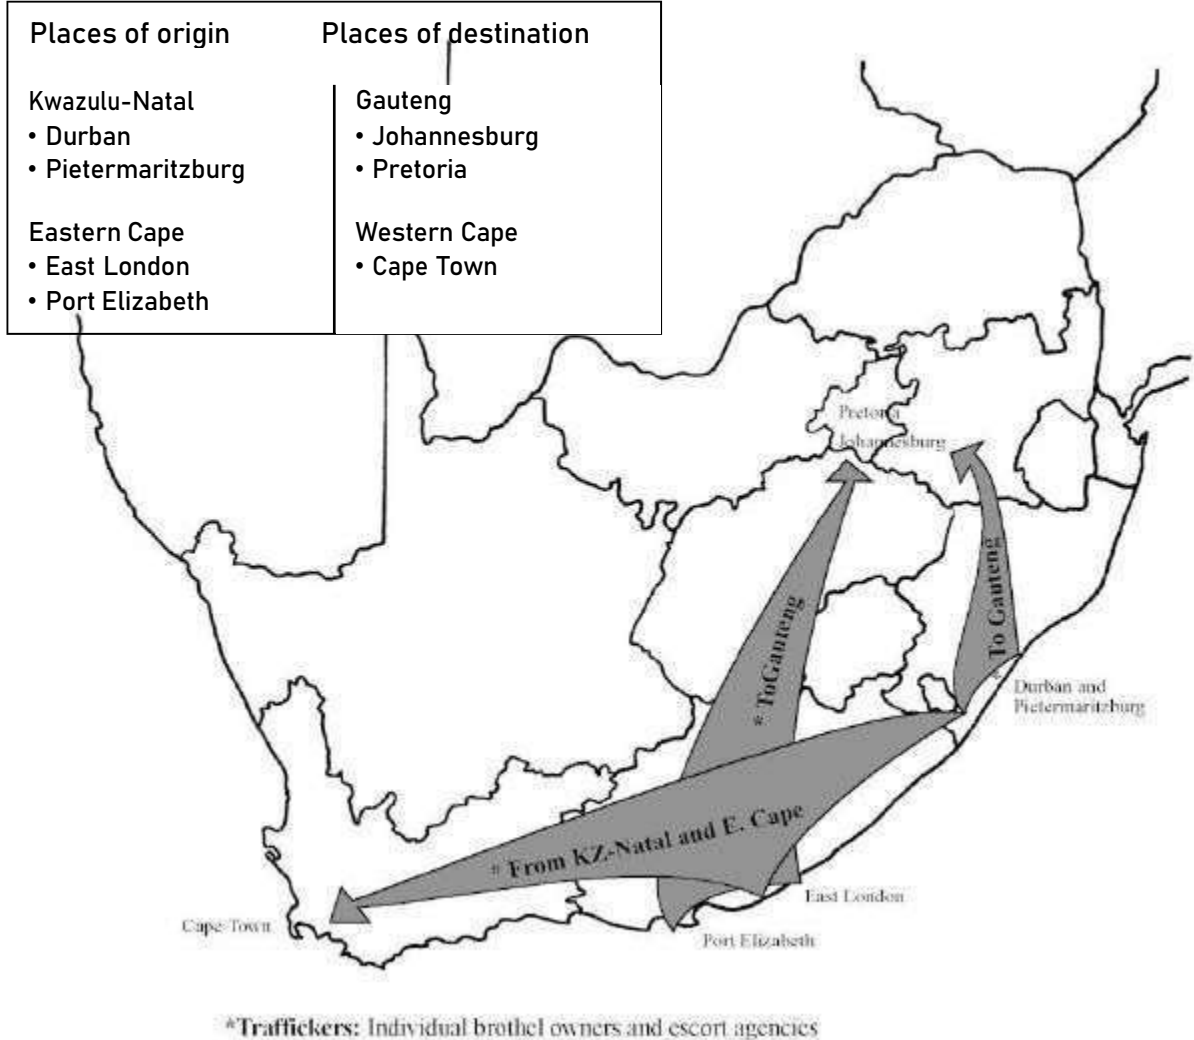 Places of origin Places of destination
Kwazulu-Natal
• Durban
• Pietermaritzburg
Eastern Cape
• East London
• Port Elizabeth
Gauteng
• Johannesburg
• Pretoria
Western Cape
• Cape Town
Pretoria
Johannesburg
* ToGauteng
* To Gauteng
Durban and
Pietermaritzburg
* From KZ-Natal and E. Cape
East London
Cape Town
Port Elizabeth
*Traffickers: Individual brothel owners and escort agencies